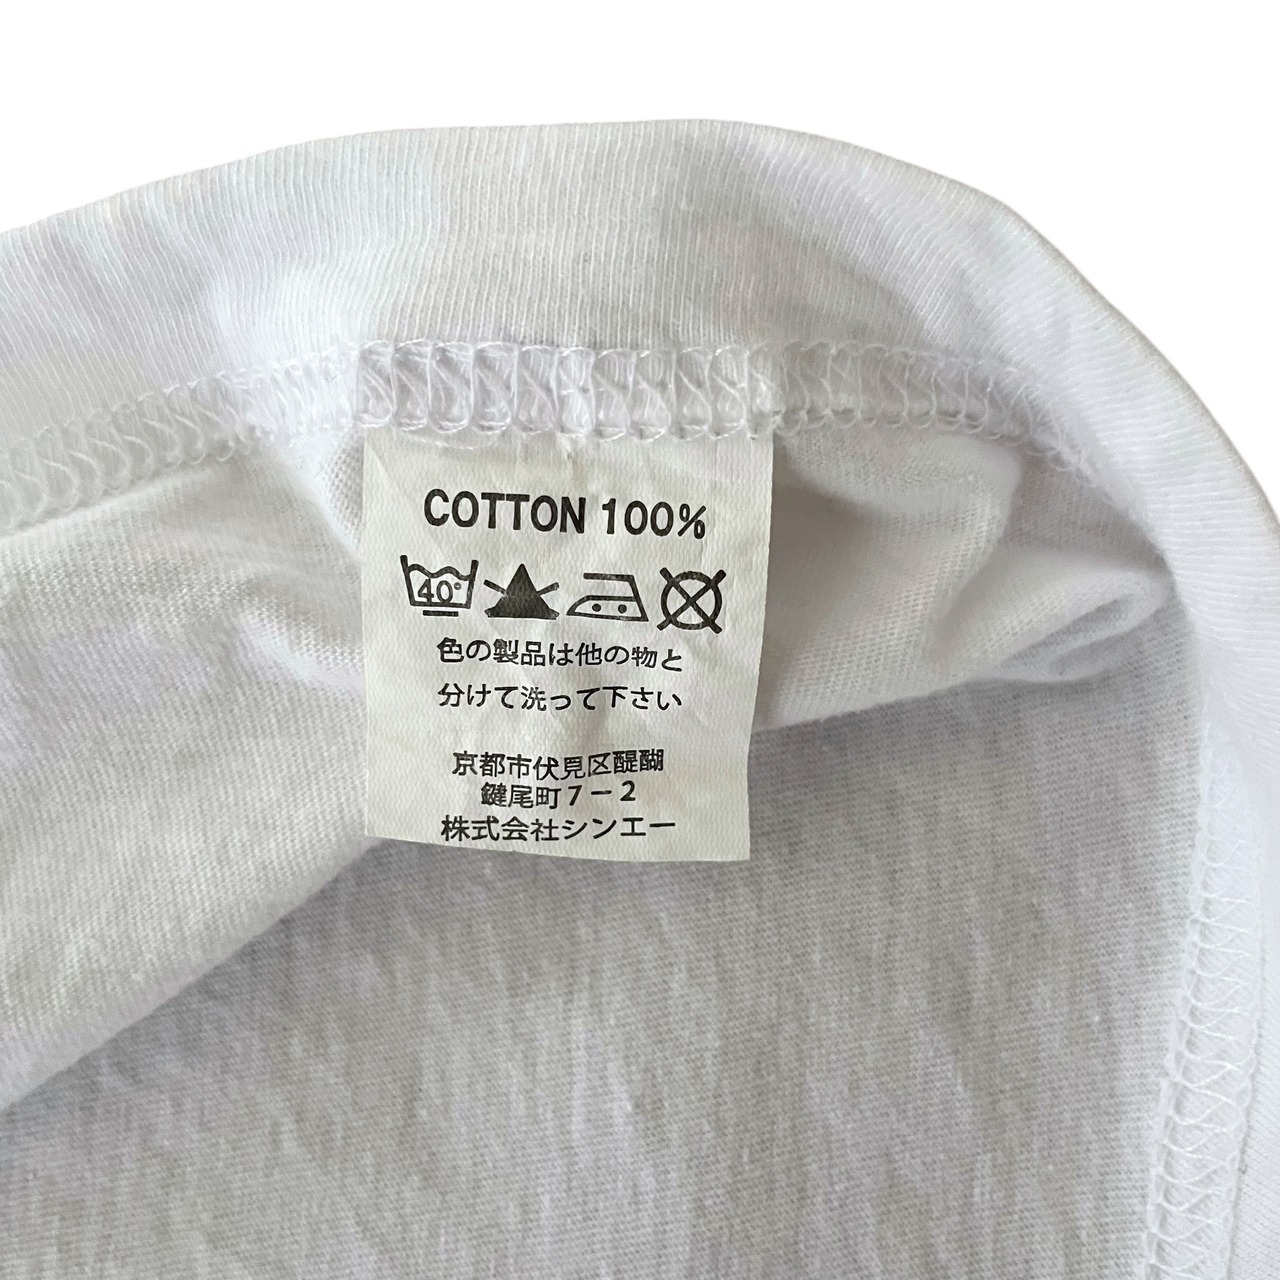 COTTON 100%
40°
色の製品は他の物と
分けて洗って下さい
京都市伏見区醍醐
鍵尾町7-2
株式会社シンエー